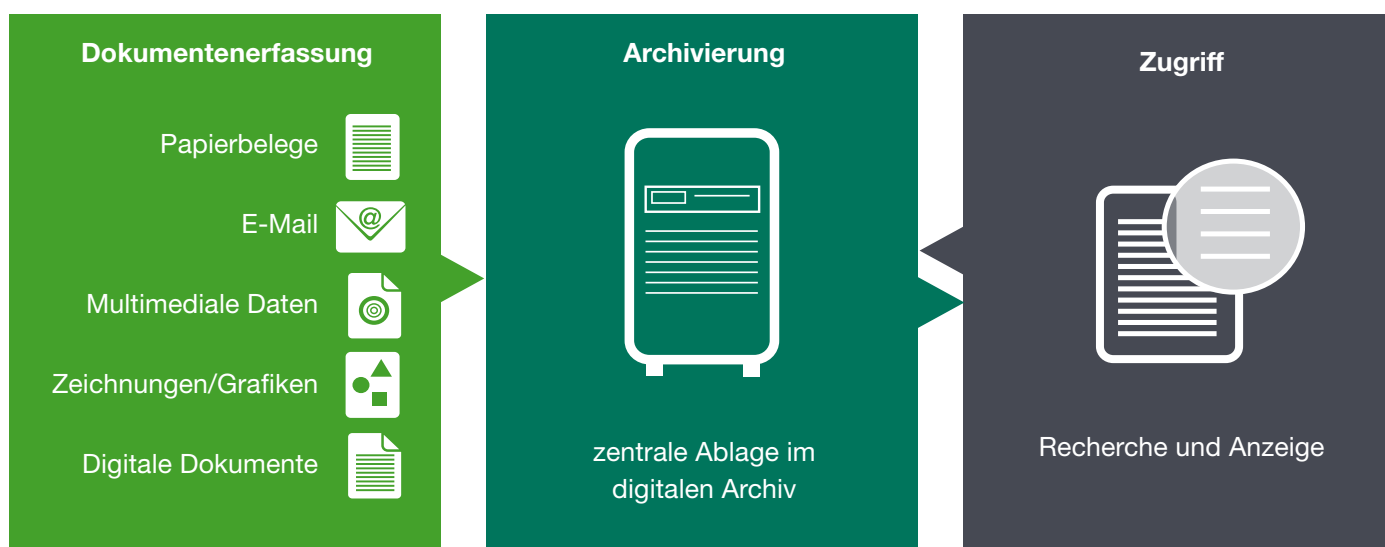 Dokumentenerfassung
Papierbelege
E-Mail
@
Multimediale Daten
Zeichnungen/Grafiken
Digitale Dokumente
Archivierung
zentrale Ablage im
digitalen Archiv
Zugriff
Recherche und Anzeige